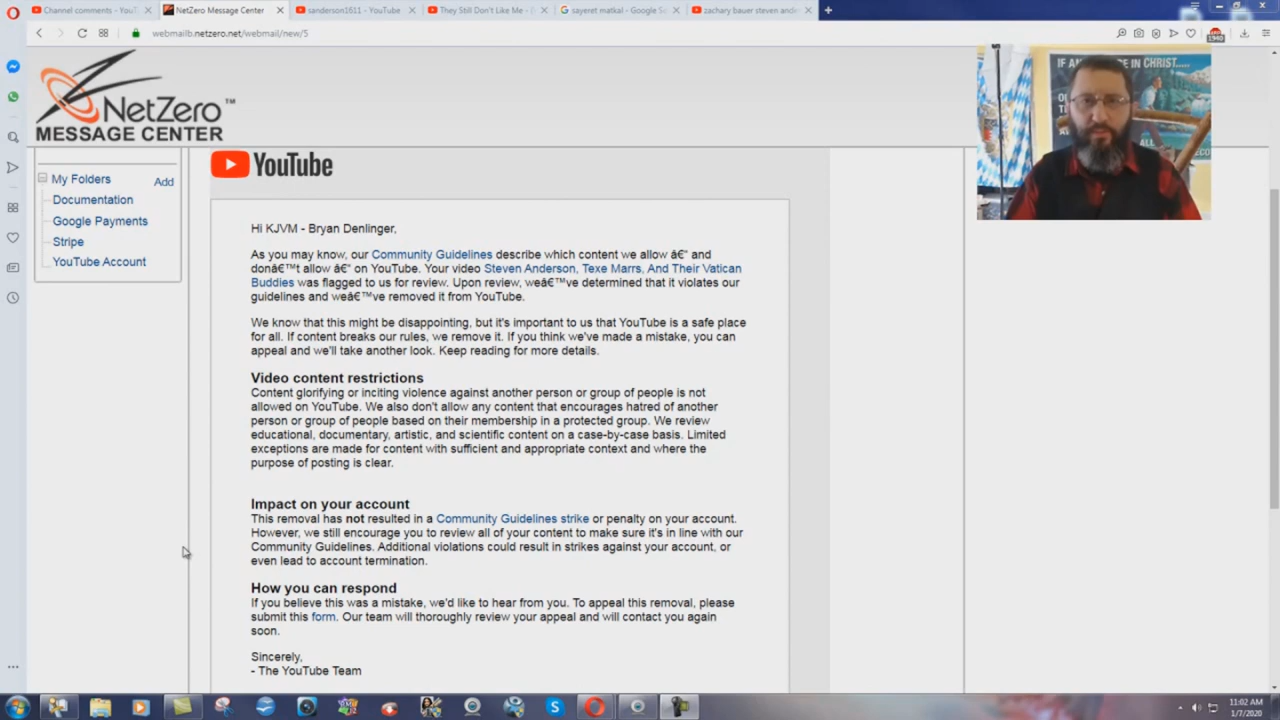 Channel comments - YouT
NetZero Message Center
sanderson1611 - YouTube
They Still Don't Like Me - (
sayeret matkal - Google Se
zachary bauer steven ande
webmailb.netzero.net/webmail/new/5
NetZero™
MESSAGE CENTER
IF ANY BE IN CHRIST.....
My Folders
Add
Documentation
Google Payments
Stripe
YouTube Account
YouTube
Hi KJVM - Bryan Denlinger,
As you may know, our Community Guidelines describe which content we allow â€“ and
donâ€™t allow â€“ on YouTube. Your video Steven Anderson, Texe Marrs, And Their Vatican
Buddies was flagged to us for review. Upon review, weâ€™ve determined that it violates our
guidelines and weâ€™ve removed it from YouTube.
We know that this might be disappointing, but it's important to us that YouTube is a safe place
for all. If content breaks our rules, we remove it. If you think we've made a mistake, you can
appeal and we'll take another look. Keep reading for more details.
Video content restrictions
Content glorifying or inciting violence against another person or group of people is not
allowed on YouTube. We also don't allow any content that encourages hatred of another
person or group of people based on their membership in a protected group. We review
educational, documentary, artistic, and scientific content on a case-by-case basis. Limited
exceptions are made for content with sufficient and appropriate context and where the
purpose of posting is clear.
Impact on your account
This removal has not resulted in a Community Guidelines strike or penalty on your account.
However, we still encourage you to review all of your content to make sure it's in line with our
Community Guidelines. Additional violations could result in strikes against your account, or
even lead to account termination.
How you can respond
If you believe this was a mistake, we'd like to hear from you. To appeal this removal, please
submit this form. Our team will thoroughly review your appeal and will contact you again
soon.
Sincerely,
- The YouTube Team
11:02 AM
1/7/2020